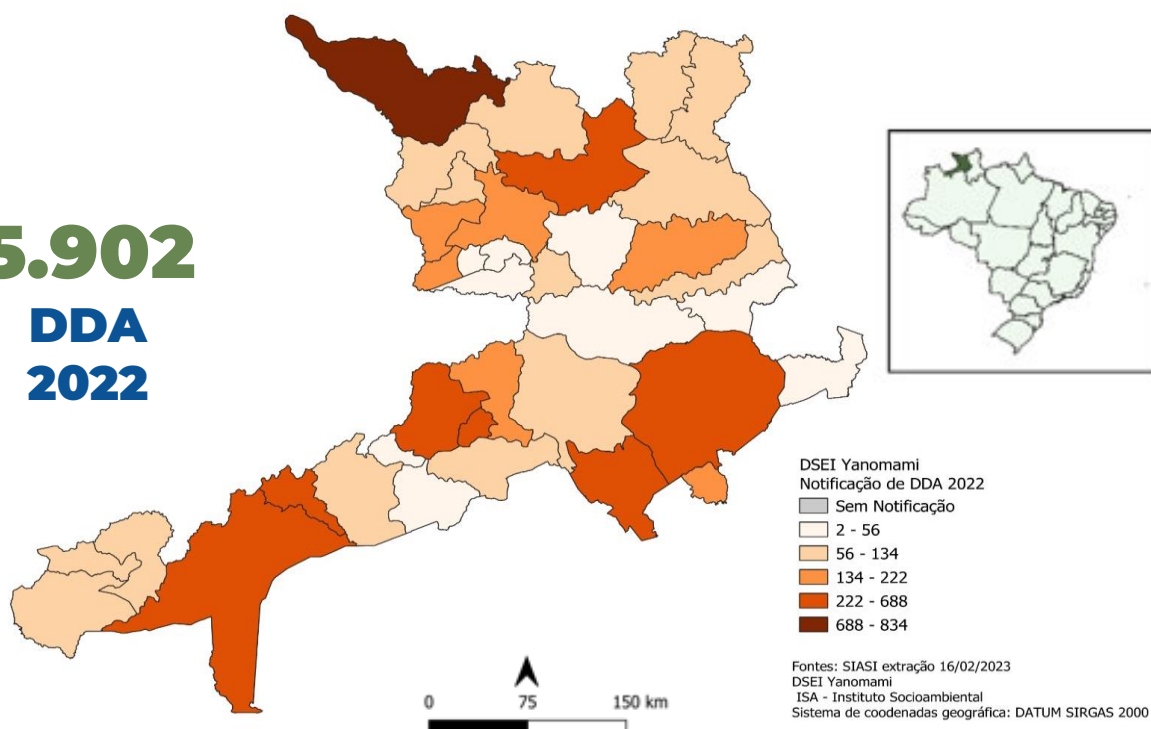 5.902
DDA
2022
DSEI Yanomami
Notificação de DDA 2022
Sem Notificação
2 - 56
56 - 134
134 - 222
222 - 688
688 - 834
0 75 150 km
Fontes: SIASI extração 16/02/2023
DSEI Yanomami
ISA - Instituto Socioambiental
Sistema de coodenadas geográfica: DATUM SIRGAS 2000